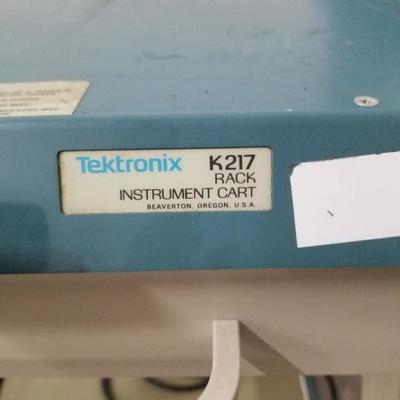 Tektronix K217
RACK
INSTRUMENT CART
BEAVERTON, OREGON, U.S.A.